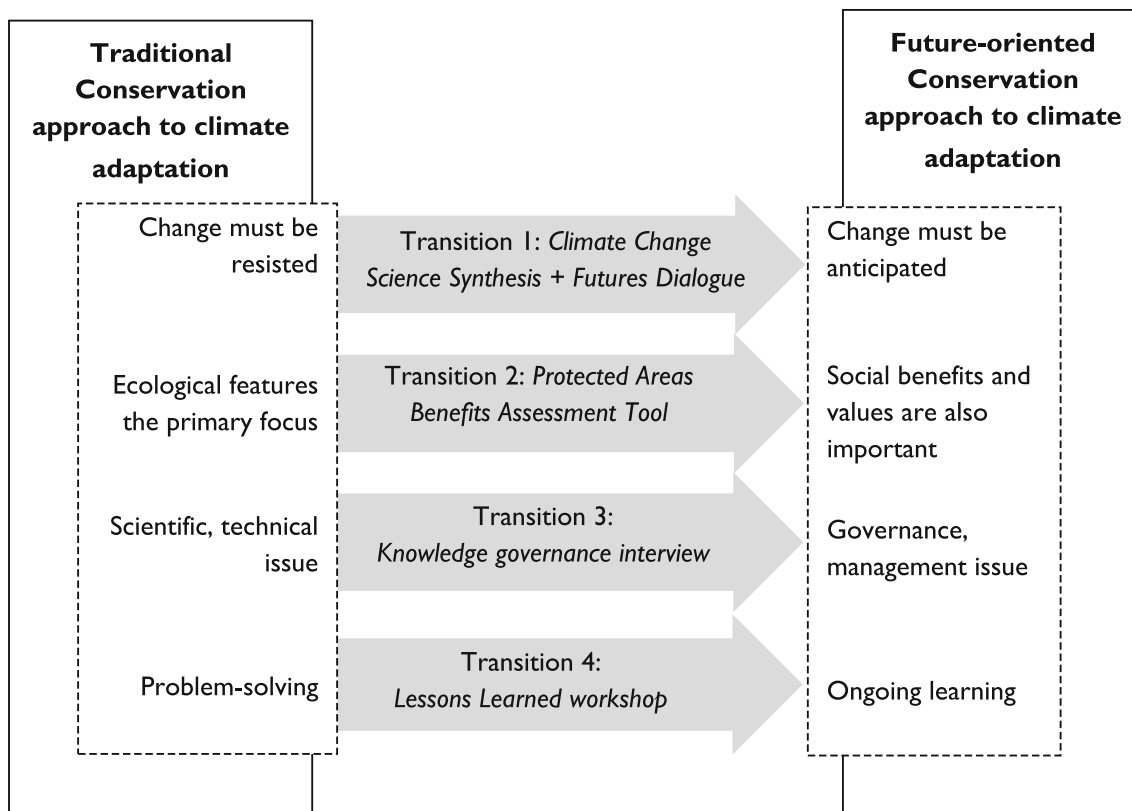 Traditional
Conservation
approach to climate
adaptation
Future-oriented
Conservation
approach to climate
adaptation
Change must be
resisted
Transition 1: Climate Change
Science Synthesis + Futures Dialogue
Change must be
anticipated
Ecological features
the primary focus
Transition 2: Protected Areas
Benefits Assessment Tool
Social benefits and
values are also
important
Scientific, technical
issue
Transition 3:
Knowledge governance interview
Governance,
management issue
Problem-solving
Transition 4:
Lessons Learned workshop
Ongoing learning